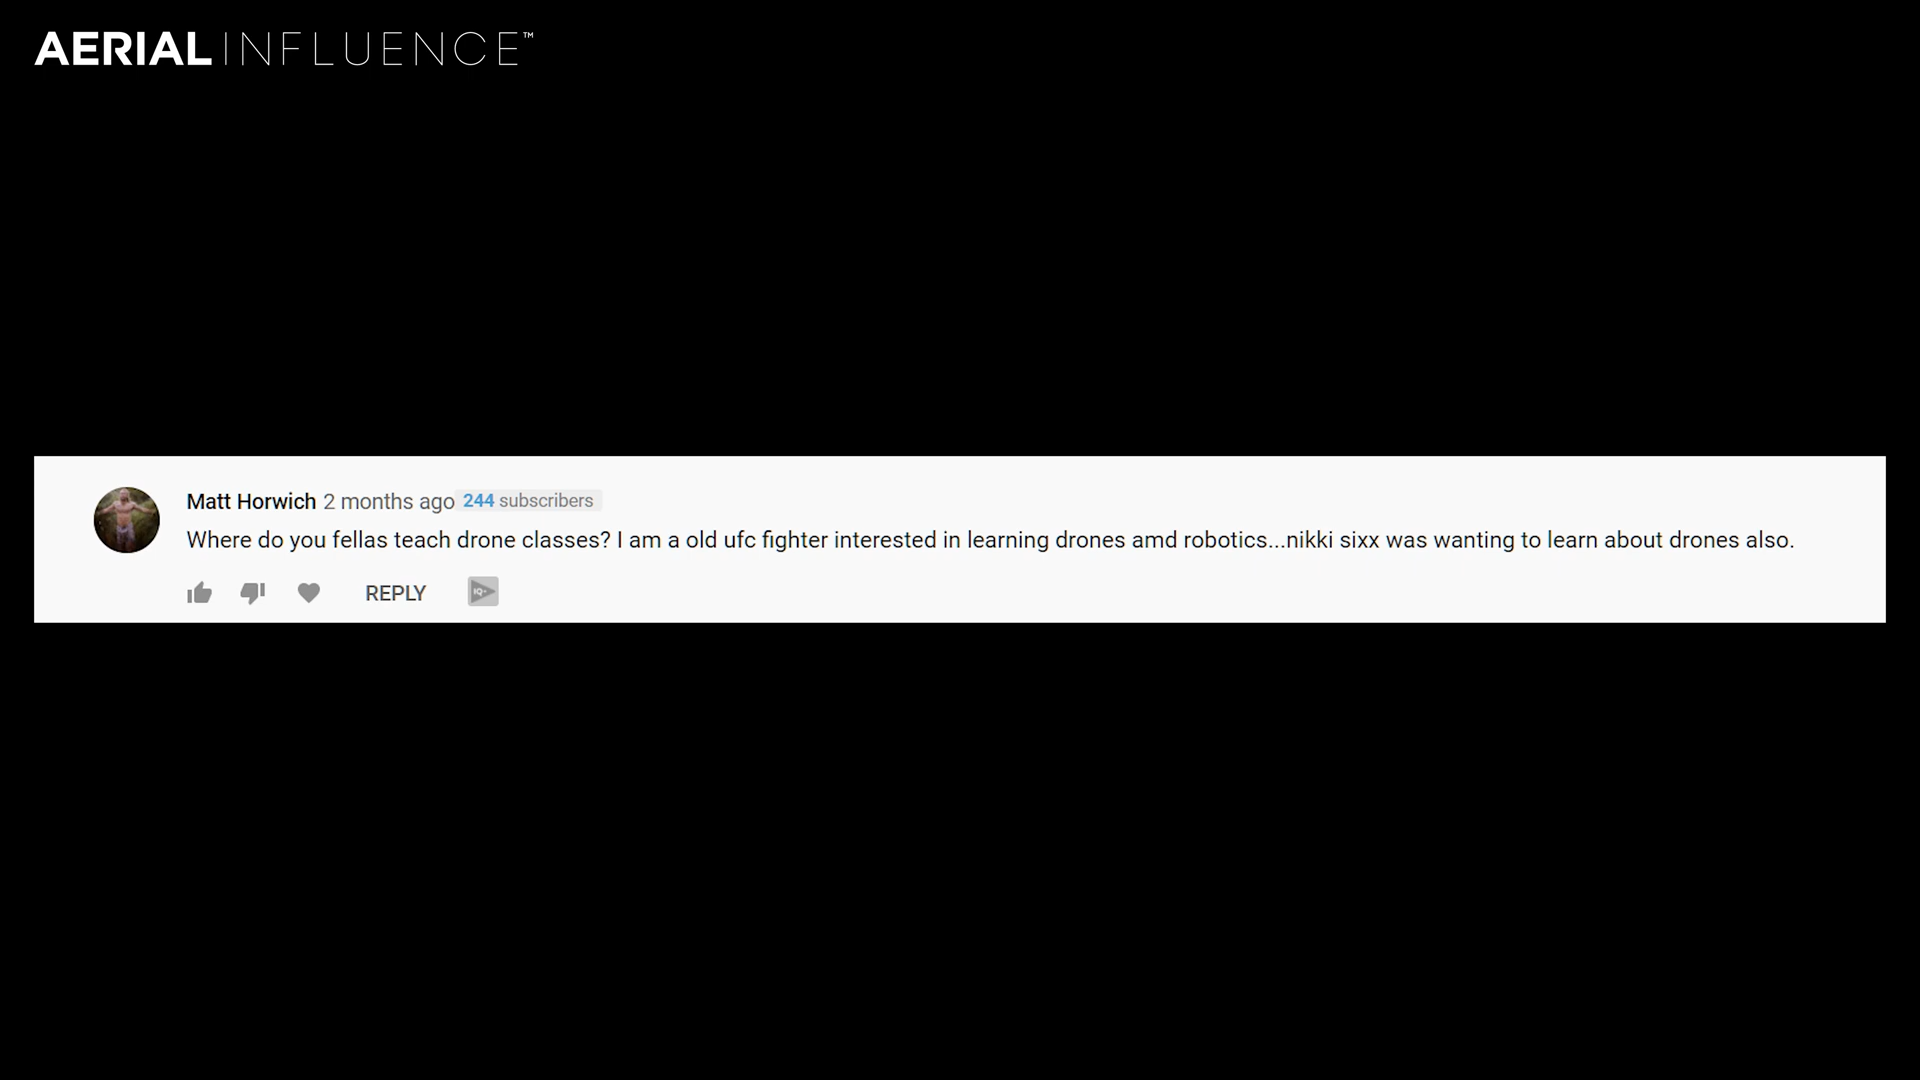 AERIAL INFLUENCE™
Matt Horwich 2 months ago 244 subscribers
Where do you fellas teach drone classes? I am a old ufc fighter interested in learning drones amd robotics...nikki sixx was wanting to learn about drones also.
REPLY IQ